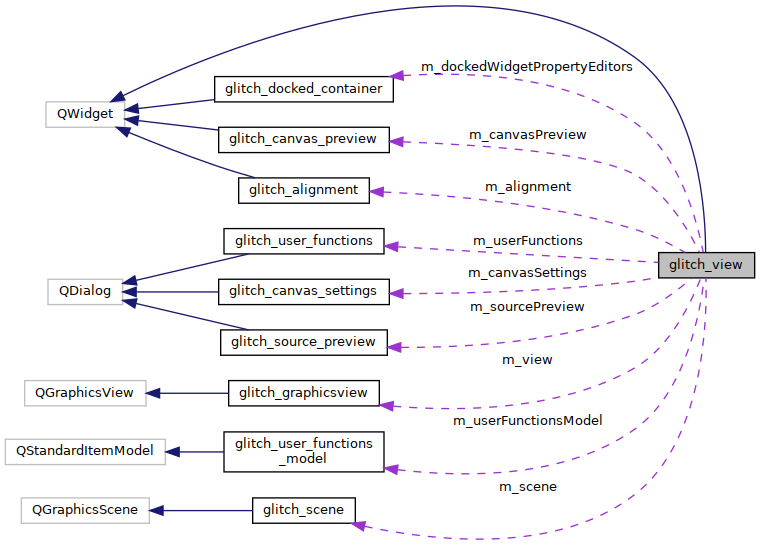 m_dockedWidgetPropertyEditors
glitch_docked_container
QWidget
glitch_canvas_preview
m_canvasPreview
glitch_alignment
m_alignment
glitch_user_functions
m_userFunctions
glitch_view
QDialog
glitch_canvas_settings
m_canvasSettings
glitch_source_preview
m_sourcePreview
m_view
QGraphicsView
glitch_graphicsview
m_userFunctionsModel
QStandardItemModel
glitch_user_functions
_model
m_scene
QGraphicsScene
glitch_scene